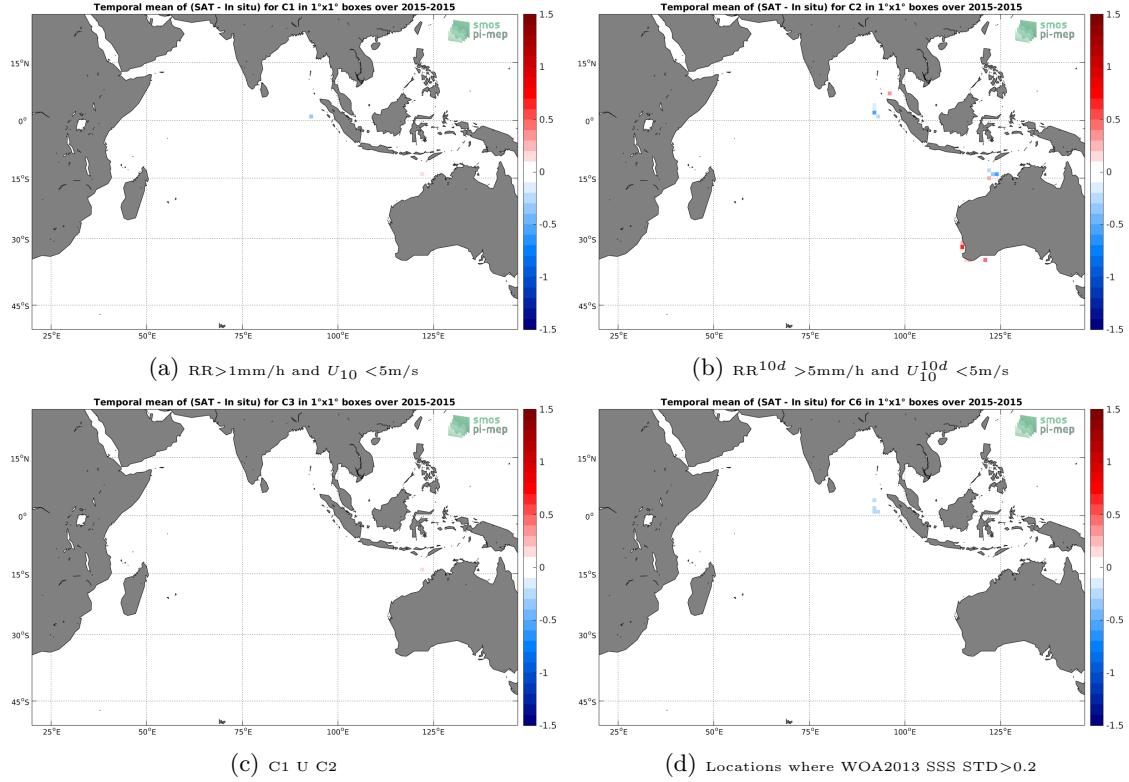 Temporal mean of (SAT - In situ) for C1 in 1°x1° boxes over 2015-2015
smos
pi-mep
15°N
0°
15°S
30°S
45°S
25°E
50°E
75°E
100°E
125°E
1.5
1
0.5
0
-0.5
-1
-1.5
(a) RR>1mm/h and U10 <5m/s
Temporal mean of (SAT - In situ) for C2 in 1°x1° boxes over 2015-2015
smos
pi-mep
15°N
0°
15°S
30°S
45°S
25°E
50°E
75°E
100°E
125°E
1.5
1
0.5
0
-0.5
-1
-1.5
(b) RR^10d >5mm/h and U10^10d <5m/s
Temporal mean of (SAT - In situ) for C3 in 1°x1° boxes over 2015-2015
smos
pi-mep
15°N
0°
15°S
30°S
45°S
25°E
50°E
75°E
100°E
125°E
1.5
1
0.5
0
-0.5
-1
-1.5
(c) C1 U C2
Temporal mean of (SAT - In situ) for C6 in 1°x1° boxes over 2015-2015
smos
pi-mep
15°N
0°
15°S
30°S
45°S
25°E
50°E
75°E
100°E
125°E
1.5
1
0.5
0
-0.5
-1
-1.5
(d) Locations where WOA2013 SSS STD>0.2